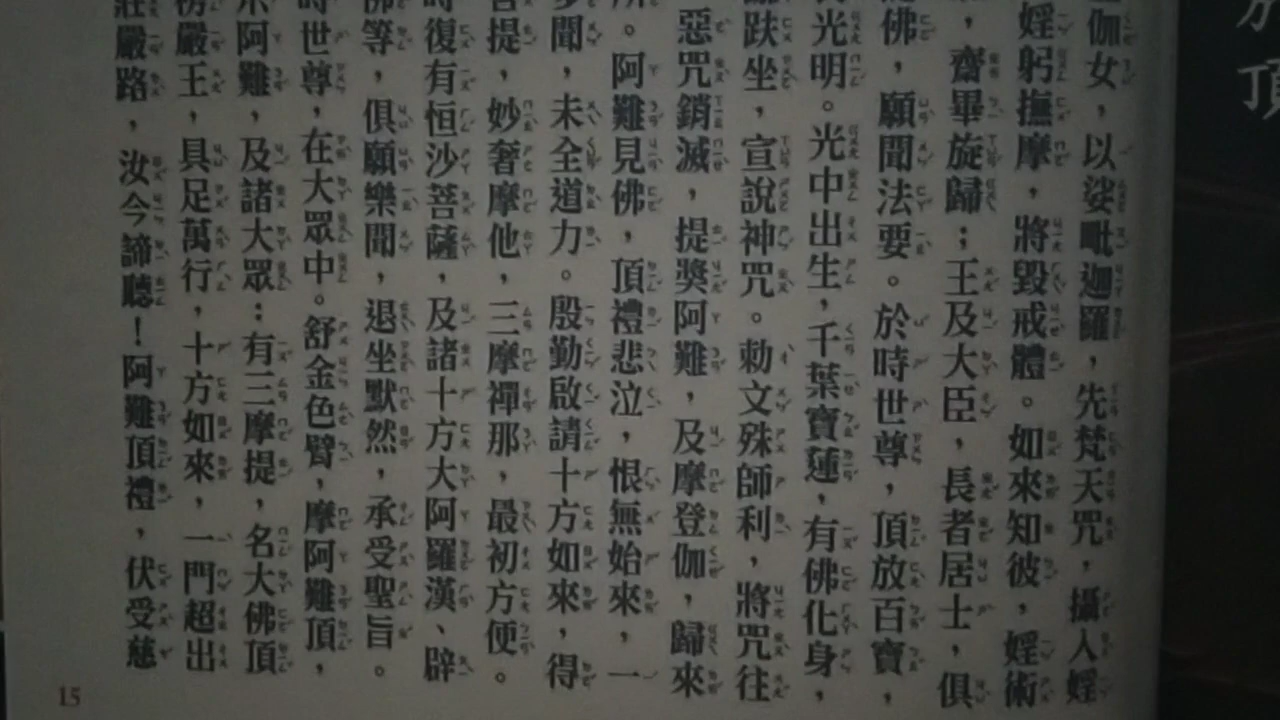 伽女，以娑毗迦羅，先梵天咒，攝入婬
婬躬撫摩，將毀戒體。如來知彼，婬術
，齋畢旋歸；王及大臣，長者居士，俱
佛，願聞法要。於時世尊，頂放百寶，
光明。光中出生，千葉寶蓮，有佛化身，
趺坐，宣說神咒。勅文殊師利，將咒往
惡咒銷滅，提獎阿難，及摩登伽，歸來
。阿難見佛，頂禮悲泣，恨無始來，一
聞，未全道力。殷勤啟請十方如來，得
提，妙奢摩他，三摩禪那，最初方便。
復有恒沙菩薩，及諸十方大阿羅漢、辟
等，俱願樂聞，退坐默然，承受聖旨。
世尊，在大眾中。舒金色臂，摩阿難頂，
阿難，及諸大眾：有三摩提，名大佛頂
嚴王，具足萬行，十方如來，一門超出
嚴路，汝今諦聽！阿難頂禮，伏受慈
15
頂